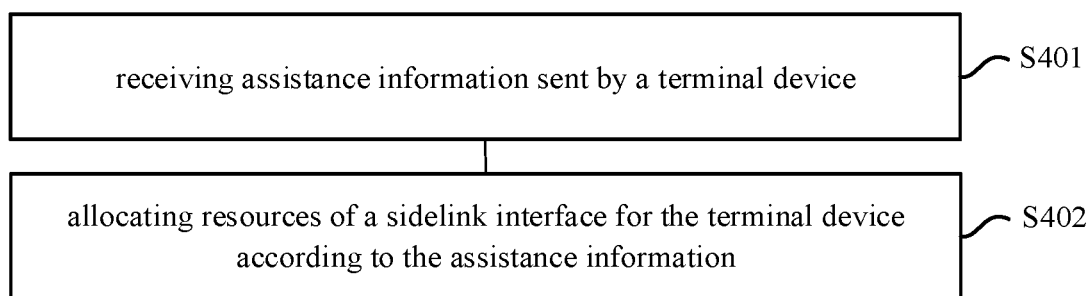 receiving assistance information sent by a terminal device
S401
allocating resources of a sidelink interface for the terminal device
according to the assistance information
S402